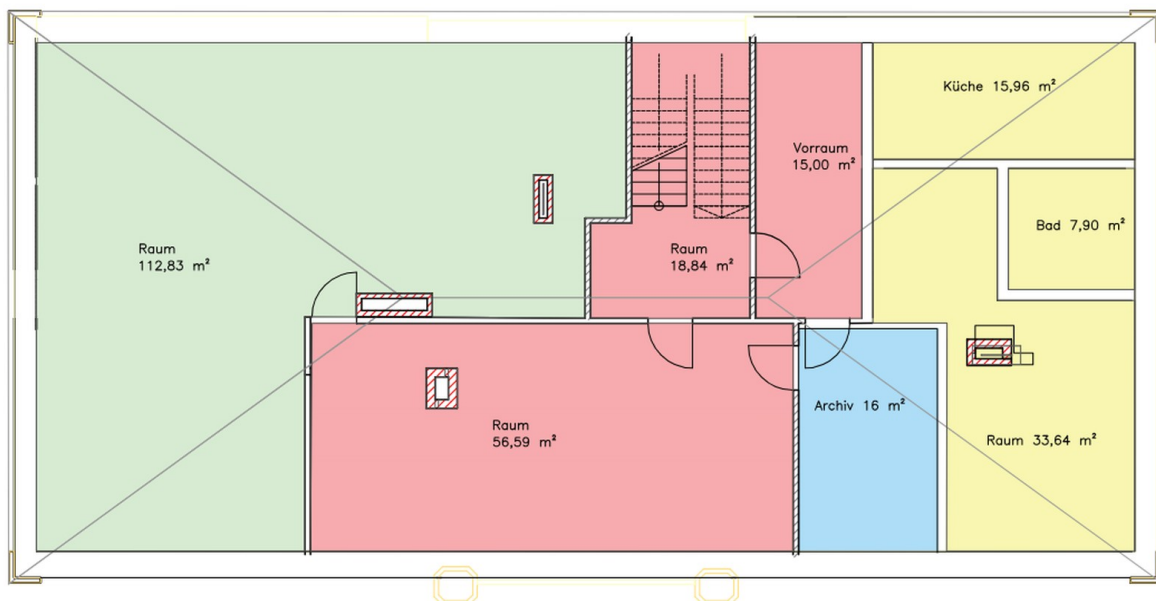 Küche 15,96 m²
Vorraum
15,00 m²
Bad 7,90 m²
Raum
112,83 m²
Raum
18,84 m²
Archiv 16 m²
Raum
56,59 m²
Raum 33,64 m²